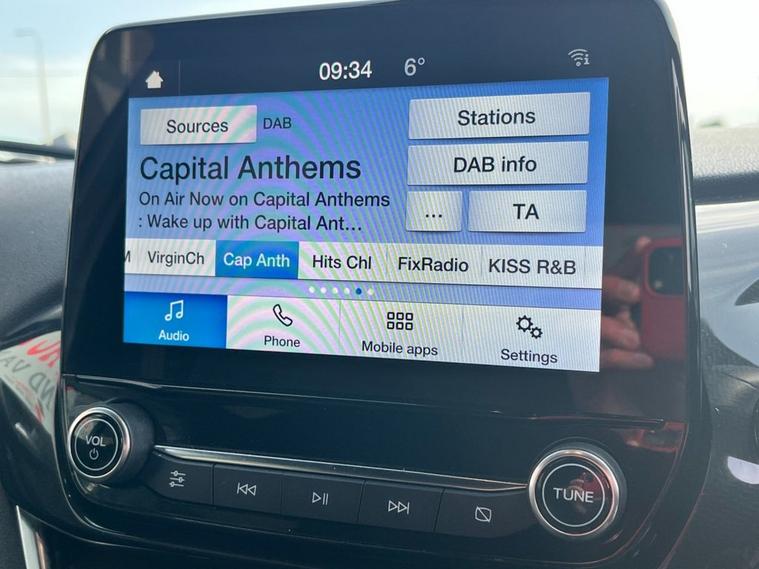 09:34 6°
Sources DAB Stations
Capital Anthems DAB info
On Air Now on Capital Anthems
: Wake up with Capital Ant... ... TA
M VirginCh Cap Anth Hits Chl FixRadio KISS R&B
Audio Phone Mobile apps Settings
VOL
TUNE